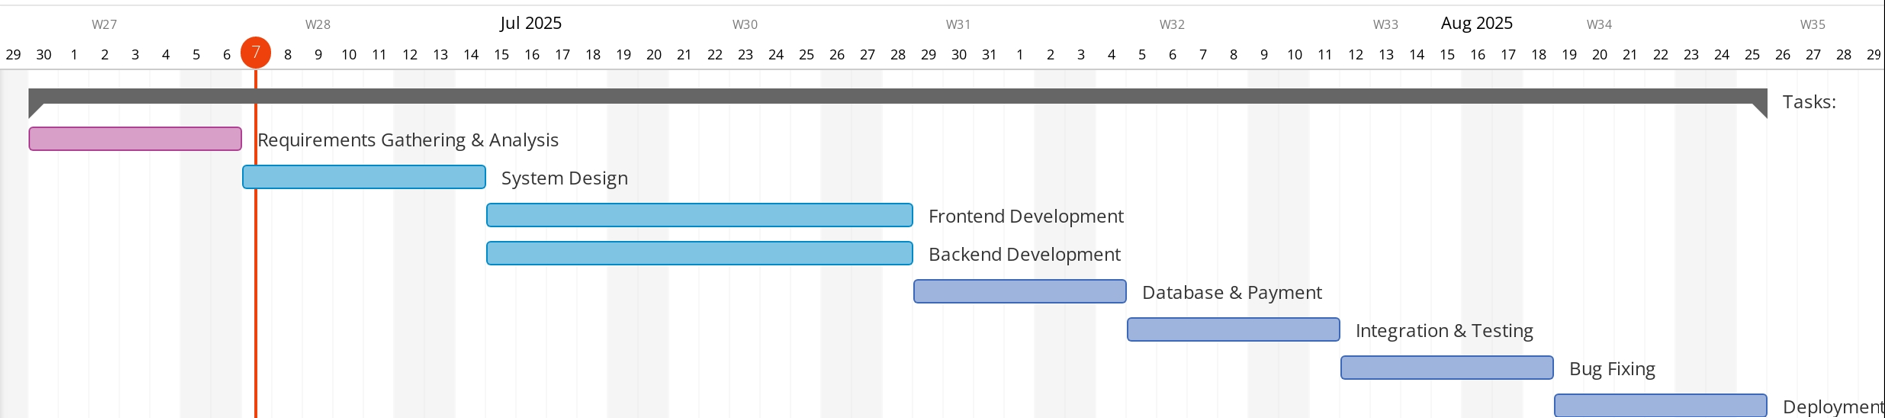 W27 W28 Jul 2025 W30 W31 W32 W33 Aug 2025 W34 W35
29 30 1 2 3 4 5 6 7 8 9 10 11 12 13 14 15 16 17 18 19 20 21 22 23 24 25 26 27 28 29 30 31 1 2 3 4 5 6 7 8 9 10 11 12 13 14 15 16 17 18 19 20 21 22 23 24 25 26 27 28 29
Tasks:
Requirements Gathering & Analysis
System Design
Frontend Development
Backend Development
Database & Payment
Integration & Testing
Bug Fixing
Deployment